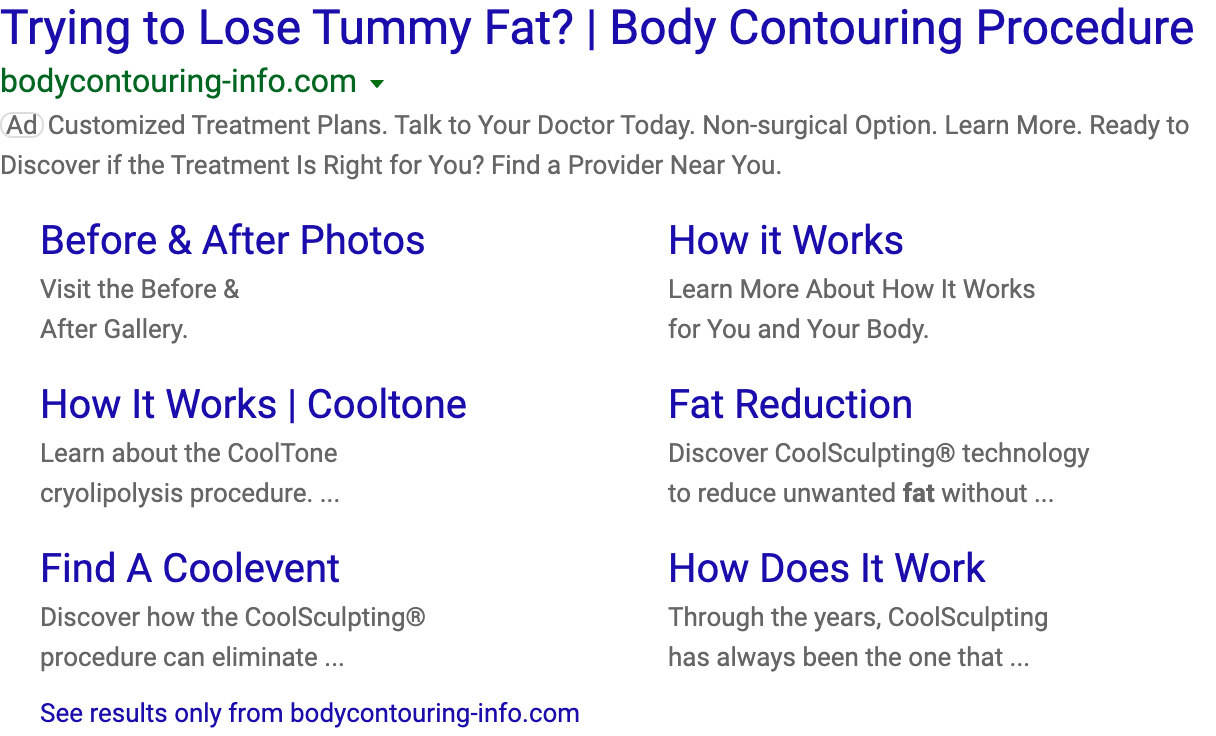 Trying to Lose Tummy Fat? | Body Contouring Procedure
bodycontouring-info.com
Ad Customized Treatment Plans. Talk to Your Doctor Today. Non-surgical Option. Learn More. Ready to
Discover if the Treatment Is Right for You? Find a Provider Near You.
Before & After Photos
Visit the Before &
After Gallery.
How it Works
Learn More About How It Works
for You and Your Body.
How It Works | Cooltone
Learn about the CoolTone
cryolipolysis procedure. ...
Fat Reduction
Discover CoolSculpting® technology
to reduce unwanted fat without ...
Find A Coolevent
Discover how the CoolSculpting®
procedure can eliminate ...
How Does It Work
Through the years, CoolSculpting
has always been the one that ...
See results only from bodycontouring-info.com